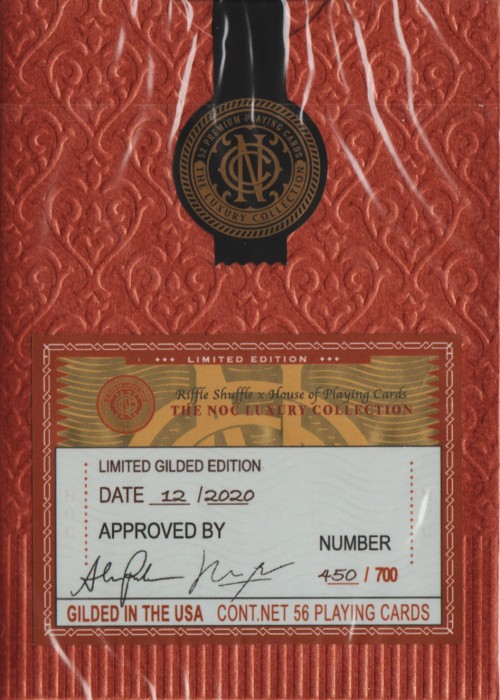 52 PREMIUM PLAYING CARDS
THE LUXURY COLLECTION
LIMITED EDITION
Riffle Shuffle x House of Playing Cards
THE NOC LUXURY COLLECTION
LIMITED GILDED EDITION
DATE 12 /2020
APPROVED BY
NUMBER
450 / 700
GILDED IN THE USA CONT.NET 56 PLAYING CARDS